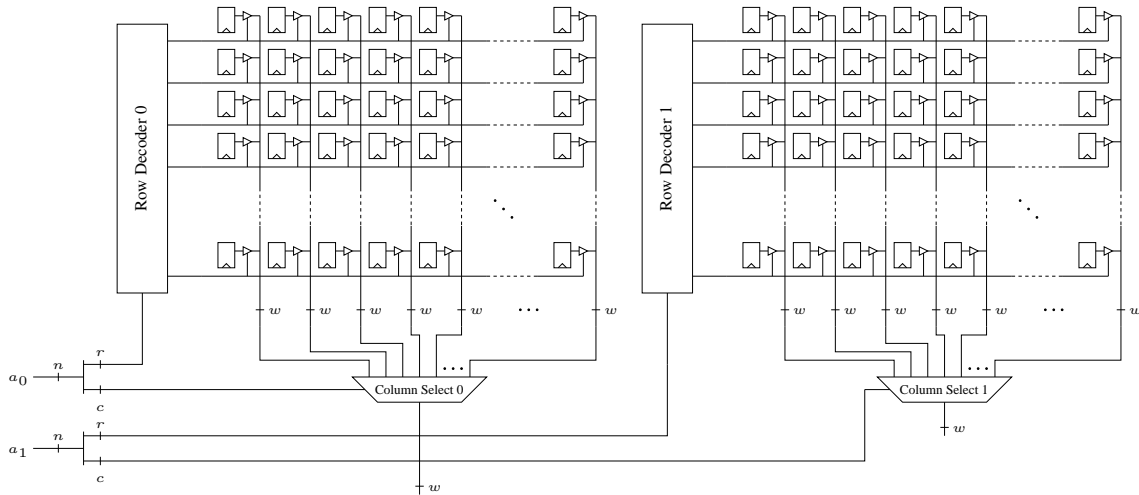 Row Decoder 0
Row Decoder 1
w w w w w w
w w w w w w
r
a0 n
c
Column Select 0
Column Select 1
r
a1 n
c
w
w